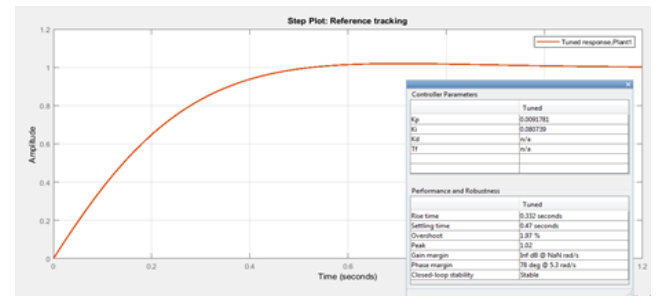 Step Plot: Reference tracking
Tuned response:Plant1
1.2
1
0.8
0.6
0.4
0.2
0
Amplitude
0
0.2
0.4
0.6
1.2
Time (seconds)
Controller Parameters
Tuned
Kp 0.0091781
Ki 0.080739
Kd n/a
Tf n/a
Performance and Robustness
Tuned
Rise time 0.332 seconds
Settling time 0.47 seconds
Overshoot 1.97 %
Peak 1.02
Gain margin Inf dB @ NaN rad/s
Phase margin 78 deg @ 5.3 rad/s
Closed-loop stability Stable